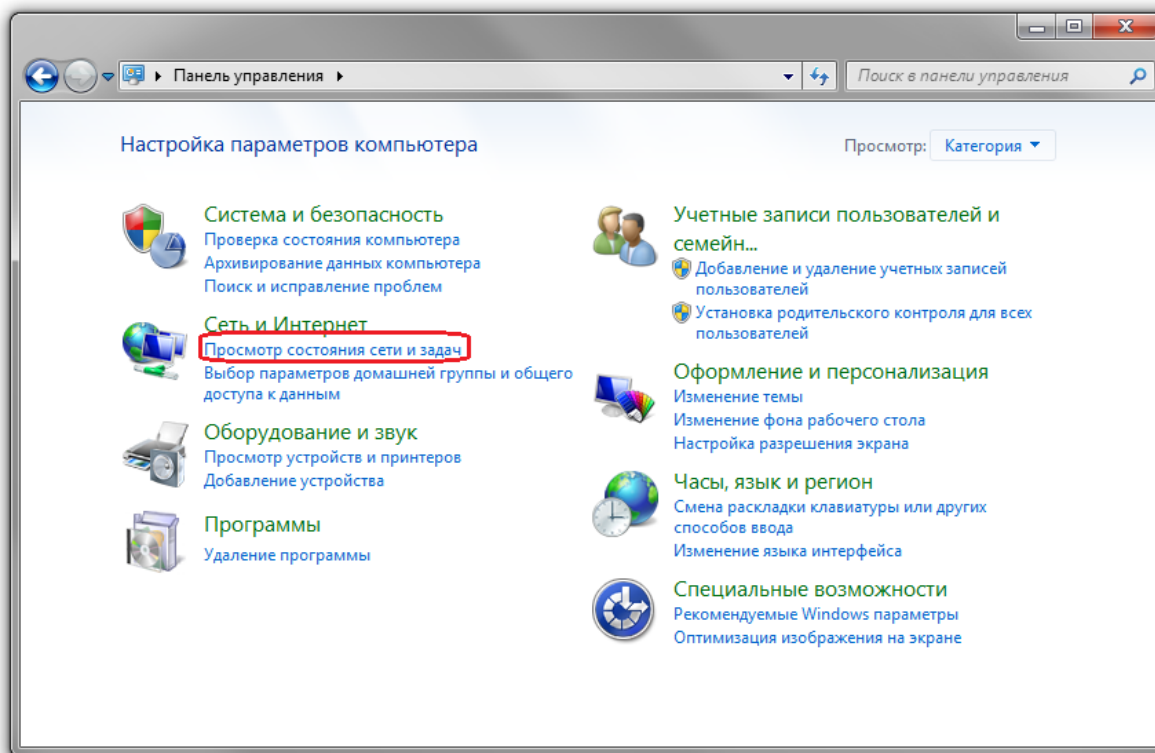 Панель управления
Поиск в панели управления
Настройка параметров компьютера
Просмотр: Категория
Система и безопасность
Проверка состояния компьютера
Архивирование данных компьютера
Поиск и исправление проблем
Сеть и Интернет
Просмотр состояния сети и задач
Выбор параметров домашней группы и общего
доступа к данным
Оборудование и звук
Просмотр устройств и принтеров
Добавление устройства
Программы
Удаление программы
Учетные записи пользователей и
семейн...
Добавление и удаление учетных записей
пользователей
Установка родительского контроля для всех
пользователей
Оформление и персонализация
Изменение темы
Изменение фона рабочего стола
Настройка разрешения экрана
Часы, язык и регион
Смена раскладки клавиатуры или других
способов ввода
Изменение языка интерфейса
Специальные возможности
Рекомендуемые Windows параметры
Оптимизация изображения на экране